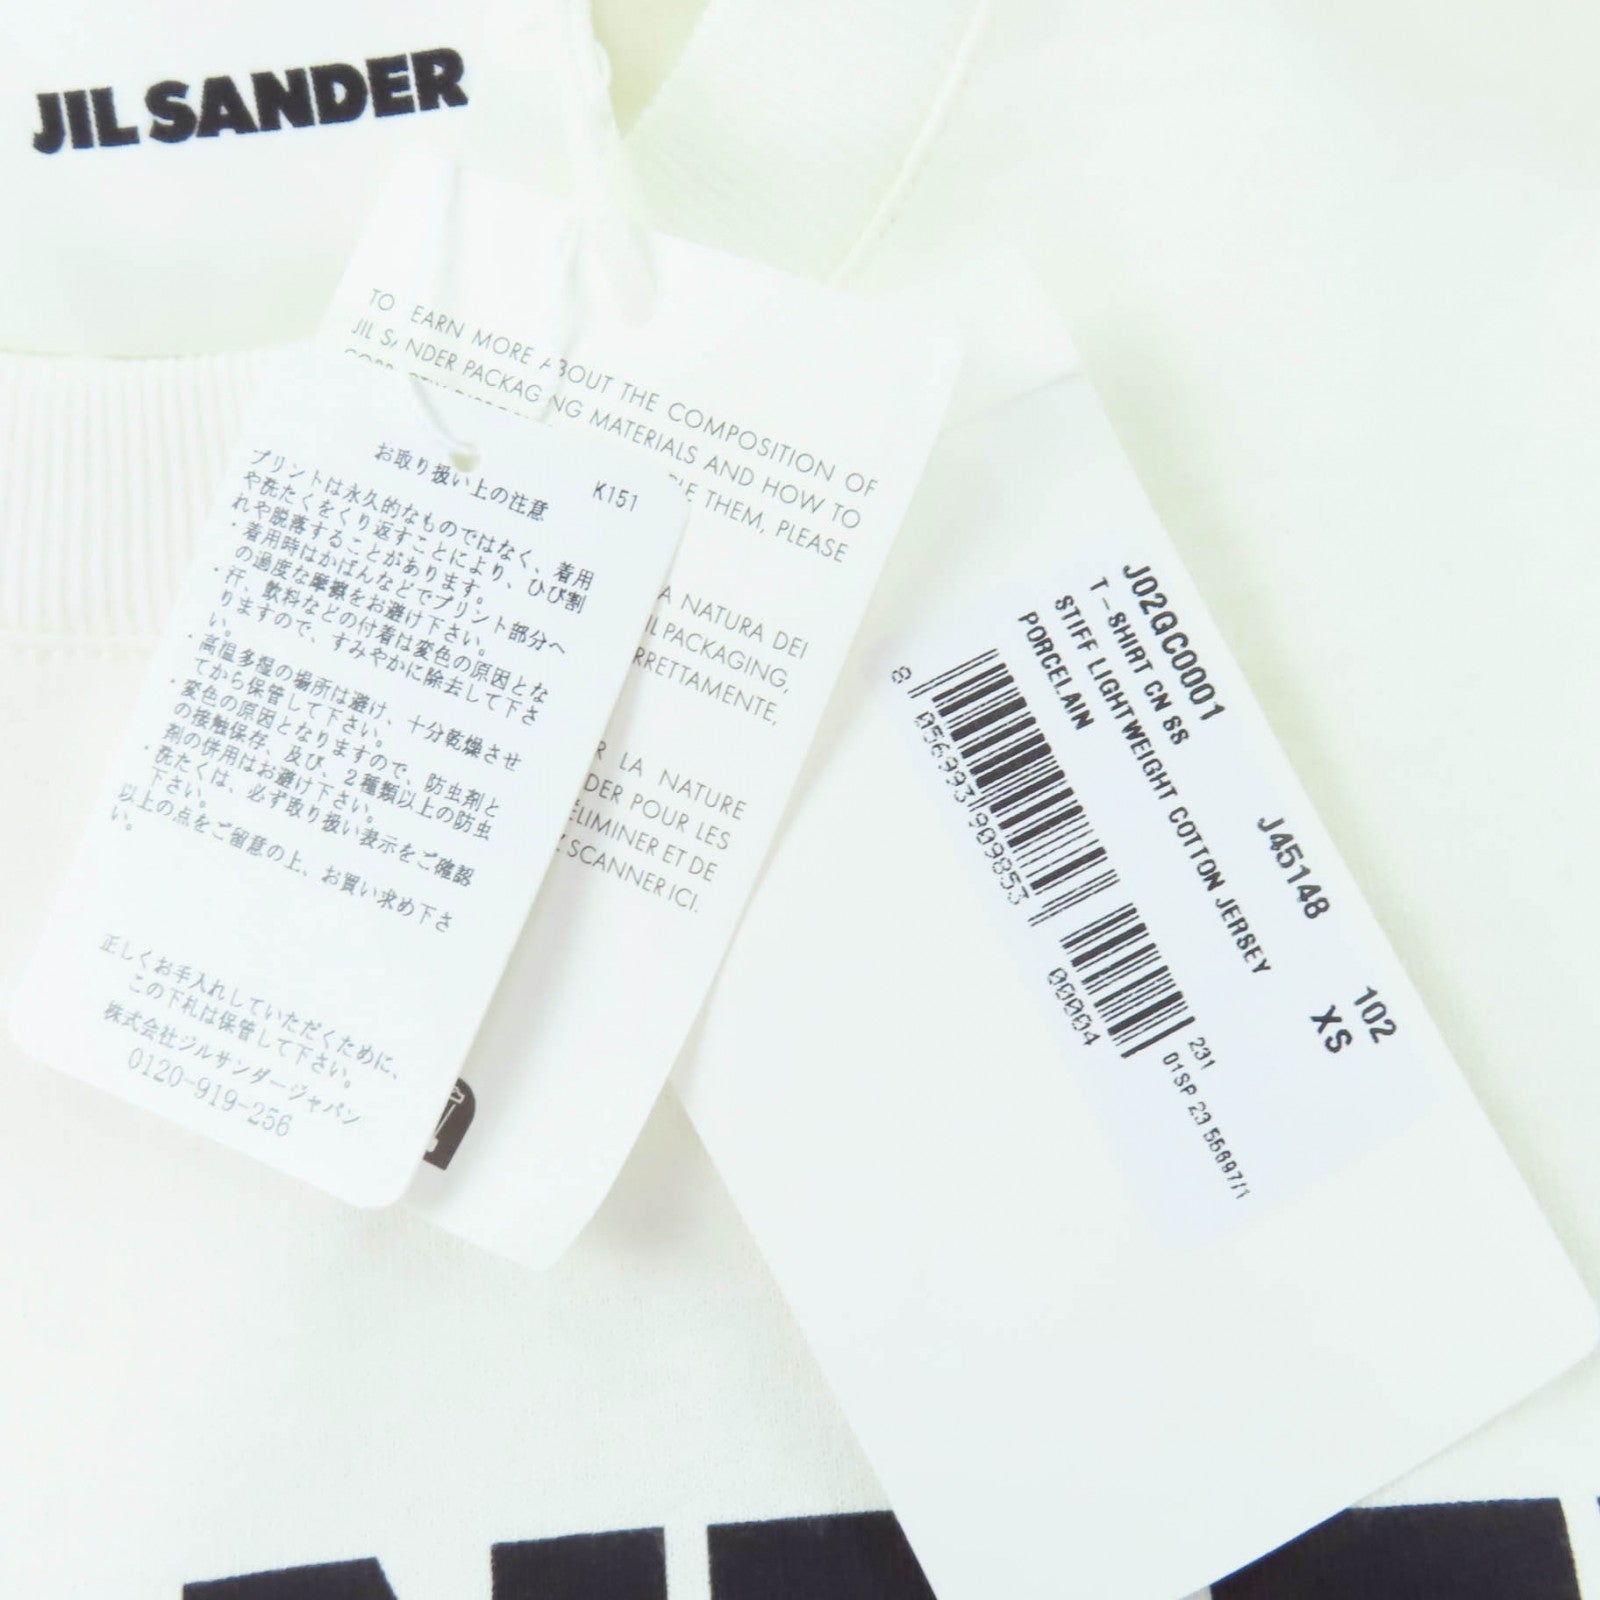 JIL SANDER
TO EARN MORE ABOUT THE COMPOSITION OF
JIL SANDER PACKAGING MATERIALS AND HOW TO
THEM, PLEASE
A NATURA DEI
PACKAGING,
RRETTAMENTE,
LA NATURE
DER POUR LES
ÉLIMINER ET DE
SCANNER ICI.
お取り扱い上の注意
K151
プリントは永久的なものではなく、着用
や洗たくをくり返すことにより、ひび割
れや脱落することがあります。
・着用時はかばんなどでプリント部分へ
の過度な摩擦をお避け下さい。
・汗、飲料などの付着は変色の原因とな
りますので、すみやかに除去して下さ
い。
・高温多湿の場所は避け、十分乾燥させ
てから保管して下さい。
・変色の原因となりますので、防虫剤と
の接触保存、及び、2種類以上の防虫
剤の併用はお避け下さい。
・洗たくは、必ず取り扱い表示をご確認
下さい。
以上の点をご留意の上、お買い求め下さ
い。
正しくお手入れしていただくために、
この下札は保管して下さい。
株式会社ジルサンダージャパン
0120-919-256
J02GC0001
J45148
102
T-SHIRT CN SS
XS
STIFF LIGHTWEIGHT COTTON JERSEY
PORCELAIN
8 056993 909853
00004
231
01SP 23 55697/1